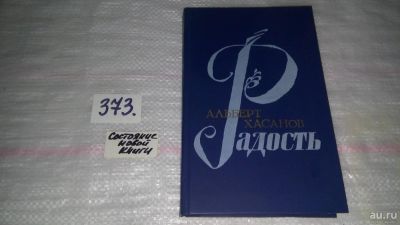 373.
состояние
новой
книги
АЛЬБЕРТ
ХАСАНОВ
Радость
au.ru